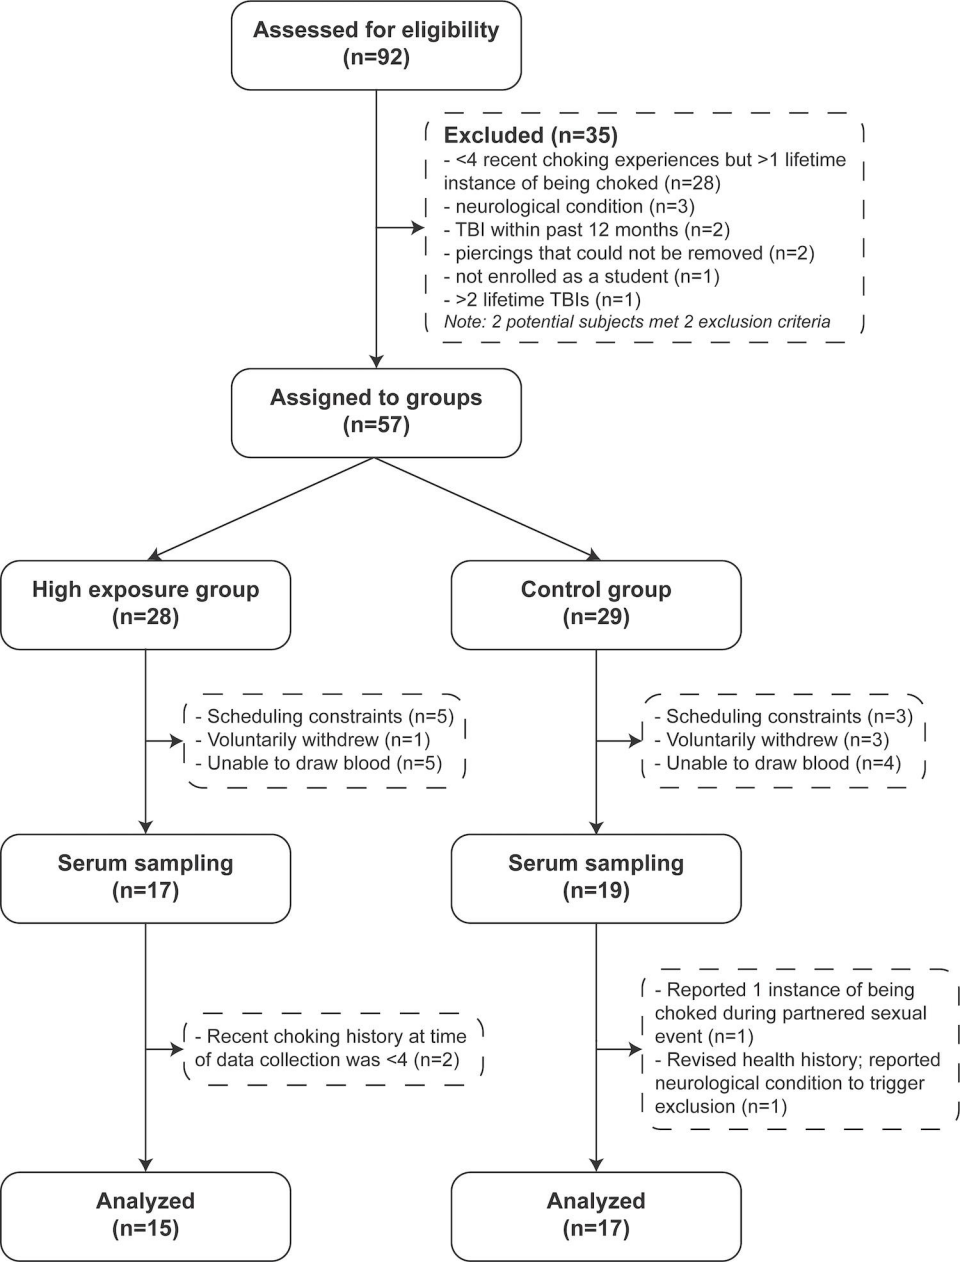 Assessed for eligibility
(n=92)
Excluded (n=35)
- <4 recent choking experiences but >1 lifetime
instance of being choked (n=28)
- neurological condition (n=3)
- TBI within past 12 months (n=2)
- piercings that could not be removed (n=2)
- not enrolled as a student (n=1)
- >2 lifetime TBIs (n=1)
Note: 2 potential subjects met 2 exclusion criteria
Assigned to groups
(n=57)
High exposure group
(n=28)
Control group
(n=29)
- Scheduling constraints (n=5)
- Voluntarily withdrew (n=1)
- Unable to draw blood (n=5)
- Scheduling constraints (n=3)
- Voluntarily withdrew (n=3)
- Unable to draw blood (n=4)
Serum sampling
(n=17)
Serum sampling
(n=19)
- Recent choking history at time
of data collection was <4 (n=2)
- Reported 1 instance of being
choked during partnered sexual
event (n=1)
- Revised health history; reported
neurological condition to trigger
exclusion (n=1)
Analyzed
(n=15)
Analyzed
(n=17)